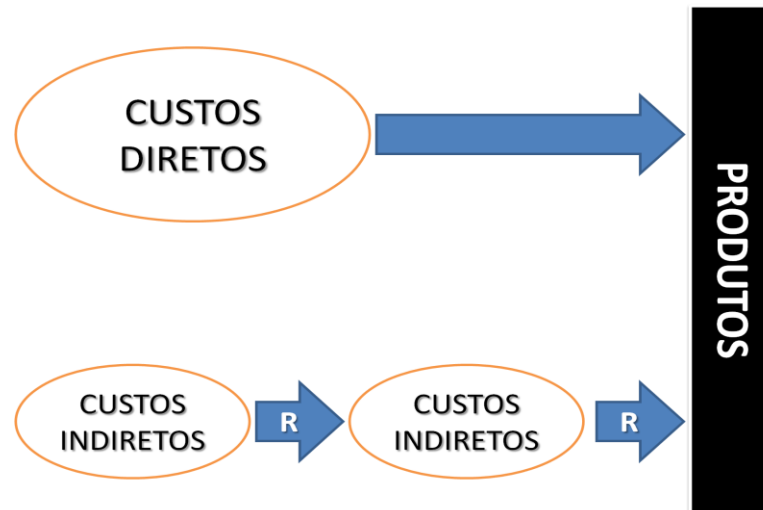 CUSTOS
DIRETOS
PRODUTOS
CUSTOS
INDIRETOS
R
CUSTOS
INDIRETOS
R